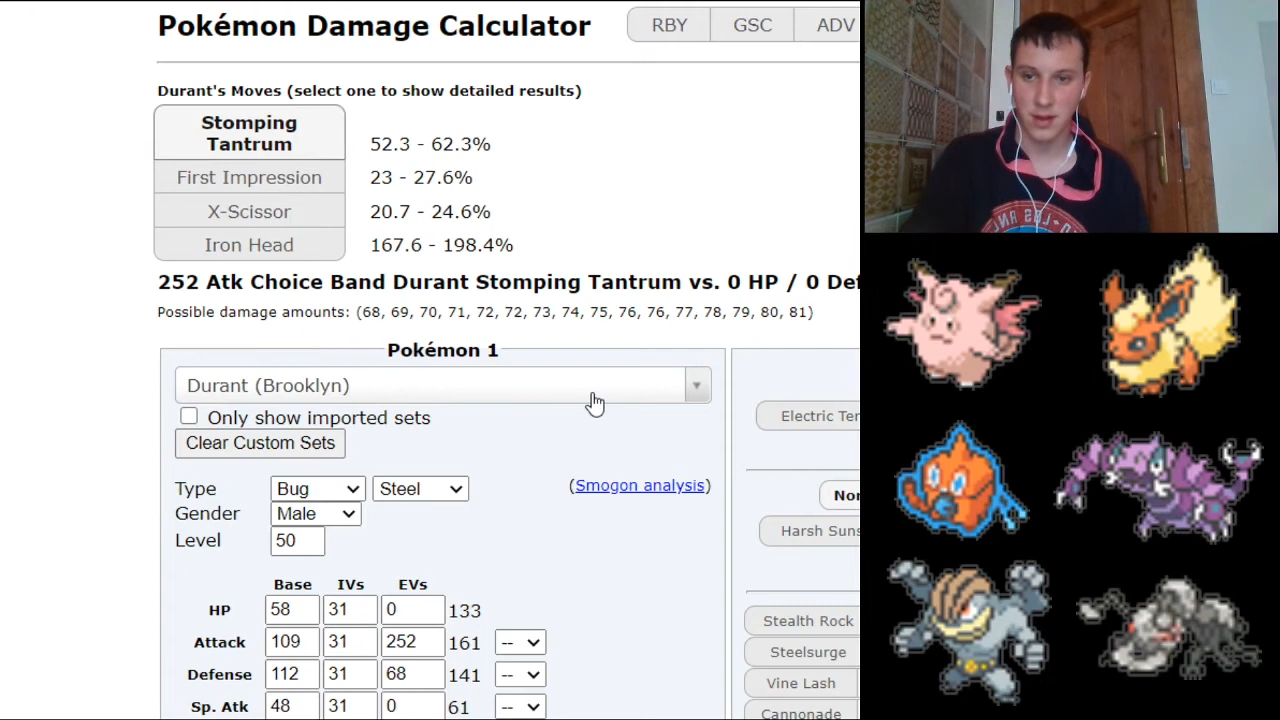 Pokémon Damage Calculator
RBY GSC ADV
Durant's Moves (select one to show detailed results)
Stomping Tantrum 52.3 - 62.3%
First Impression 23 - 27.6%
X-Scissor 20.7 - 24.6%
Iron Head 167.6 - 198.4%
252 Atk Choice Band Durant Stomping Tantrum vs. 0 HP / 0 Def
Possible damage amounts: (68, 69, 70, 71, 72, 72, 73, 74, 75, 76, 76, 77, 78, 79, 80, 81)
Pokémon 1
Durant (Brooklyn)
Only show imported sets
Clear Custom Sets
Electric Ter
Type Bug Steel (Smogon analysis)
Gender Male
Level 50
Harsh Suns
Base IVs EVs
HP 58 31 0 133
Attack 109 31 252 161 --
Defense 112 31 68 141 --
Sp. Atk 48 31 0 61 --
Stealth Rock
Steelsurge
Vine Lash
Cannonade